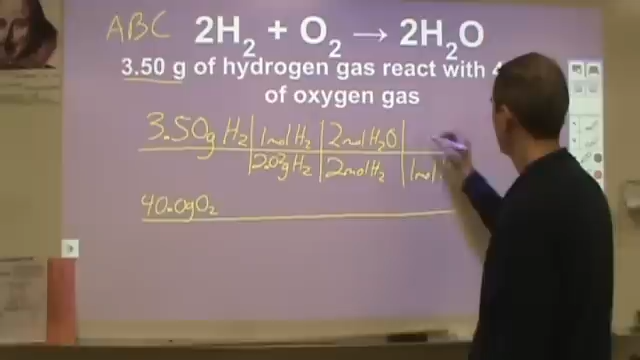 ABC 2H₂ + O₂ → 2H₂O
3.50 g of hydrogen gas react with 4
of oxygen gas
3.50g H₂ | 1mol H₂ | 2mol H₂O |
2.02g H₂ | 2mol H₂ | 1mol
40.0g O₂